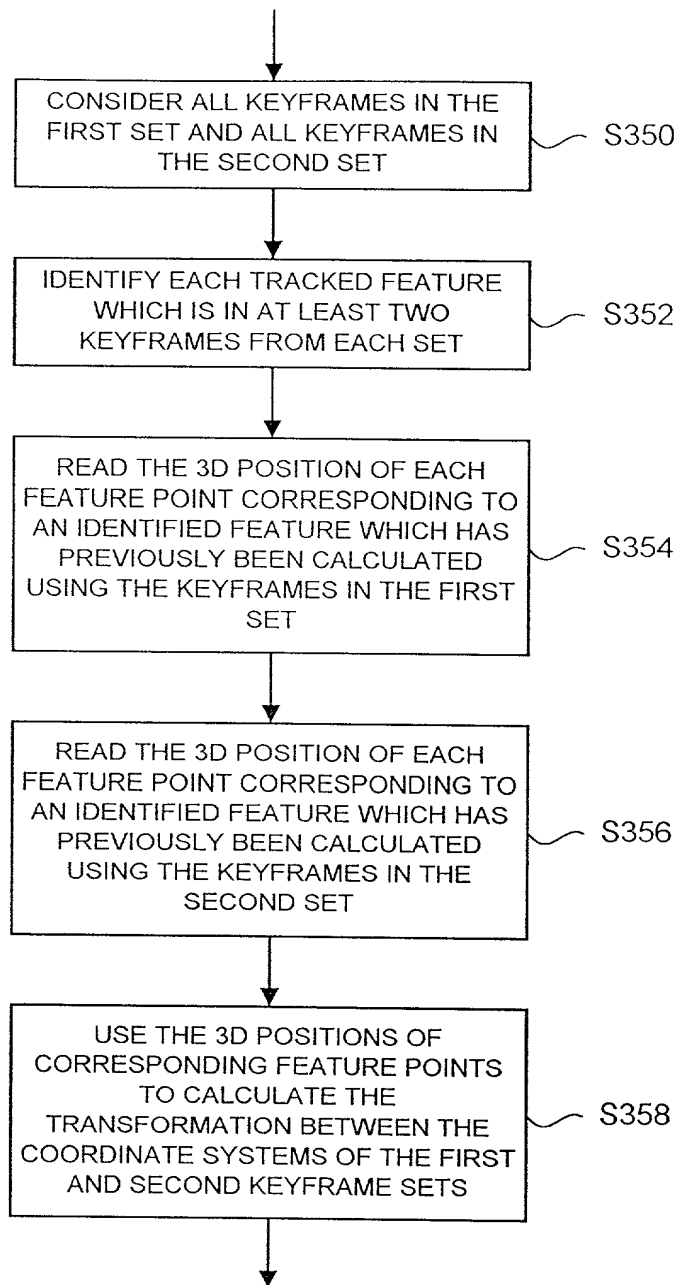 CONSIDER ALL KEYFRAMES IN THE
FIRST SET AND ALL KEYFRAMES IN
THE SECOND SET
S350
IDENTIFY EACH TRACKED FEATURE
WHICH IS IN AT LEAST TWO
KEYFRAMES FROM EACH SET
S352
READ THE 3D POSITION OF EACH
FEATURE POINT CORRESPONDING TO
AN IDENTIFIED FEATURE WHICH HAS
PREVIOUSLY BEEN CALCULATED
USING THE KEYFRAMES IN THE FIRST
SET
S354
READ THE 3D POSITION OF EACH
FEATURE POINT CORRESPONDING TO
AN IDENTIFIED FEATURE WHICH HAS
PREVIOUSLY BEEN CALCULATED
USING THE KEYFRAMES IN THE
SECOND SET
S356
USE THE 3D POSITIONS OF
CORRESPONDING FEATURE POINTS
TO CALCULATE THE
TRANSFORMATION BETWEEN THE
COORDINATE SYSTEMS OF THE FIRST
AND SECOND KEYFRAME SETS
S358